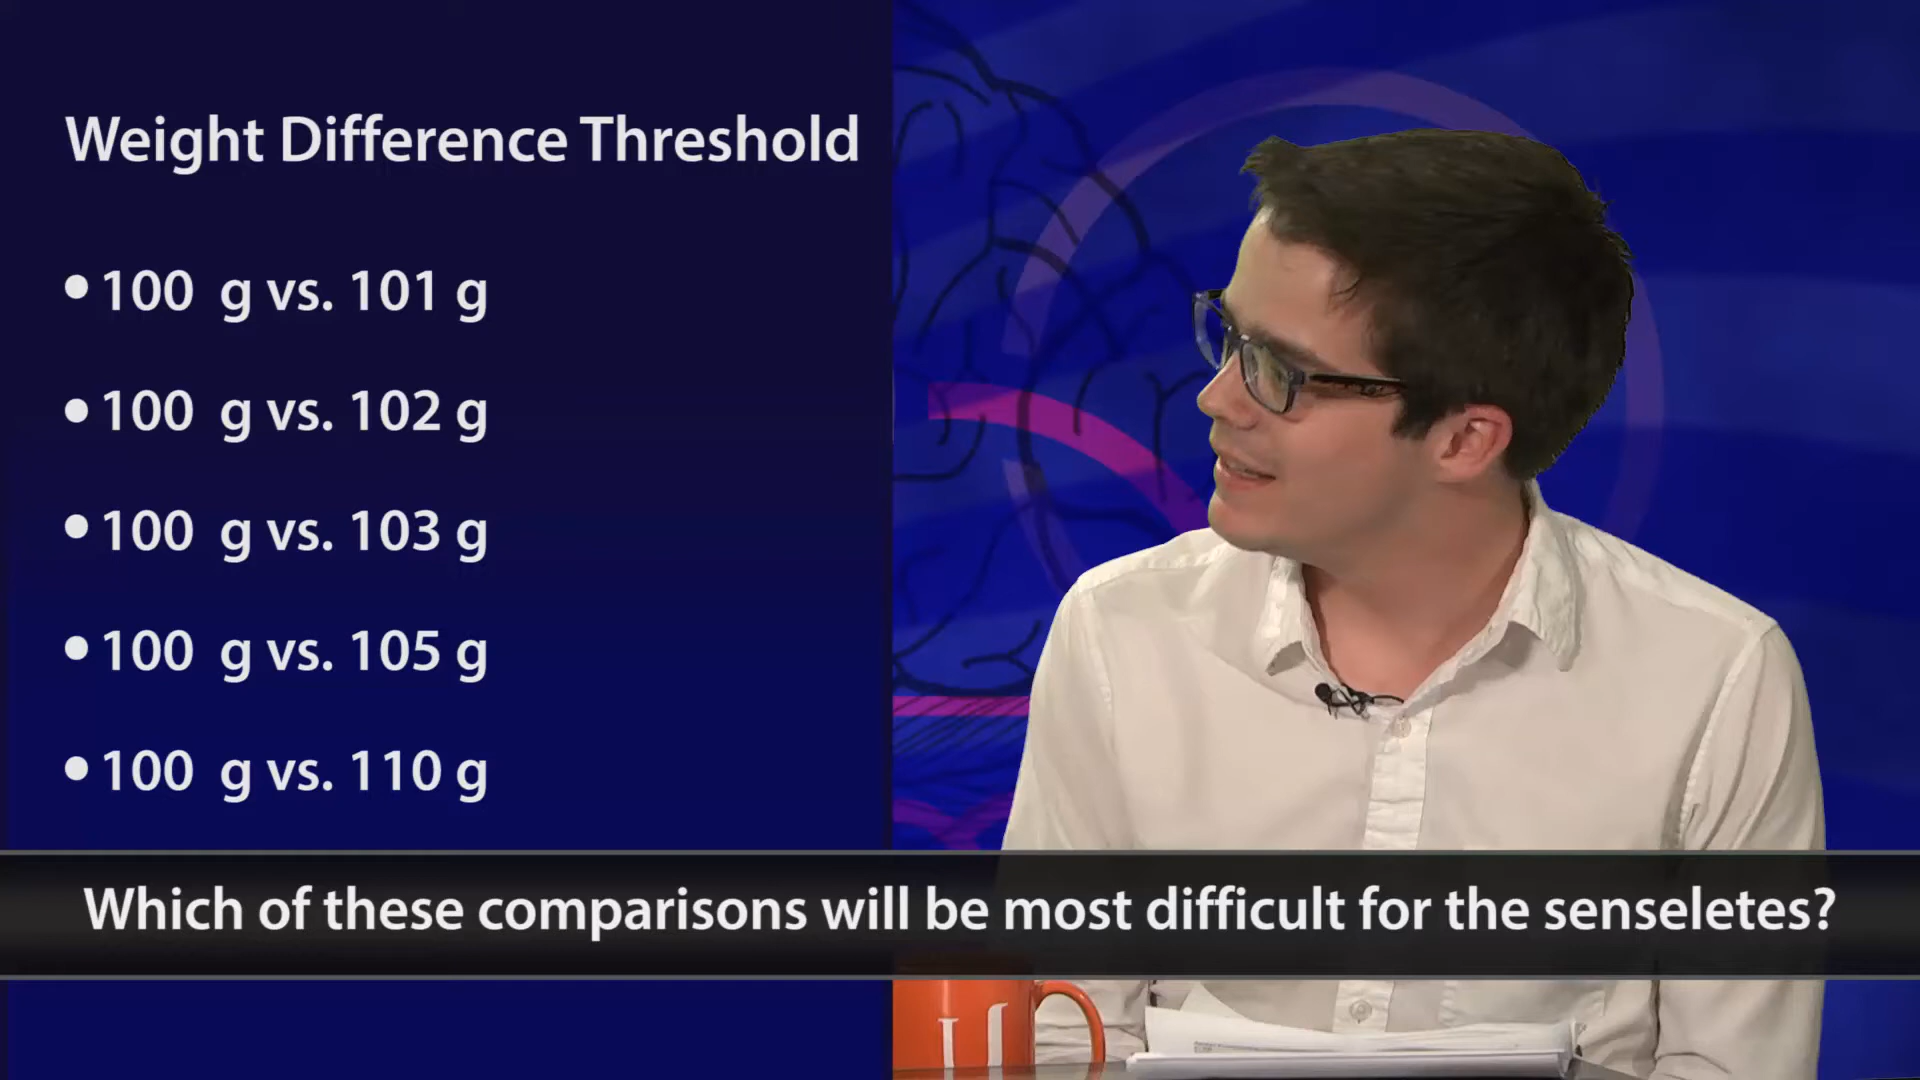 Weight Difference Threshold
• 100 g vs. 101 g
• 100 g vs. 102 g
• 100 g vs. 103 g
• 100 g vs. 105 g
• 100 g vs. 110 g
Which of these comparisons will be most difficult for the senseletes?